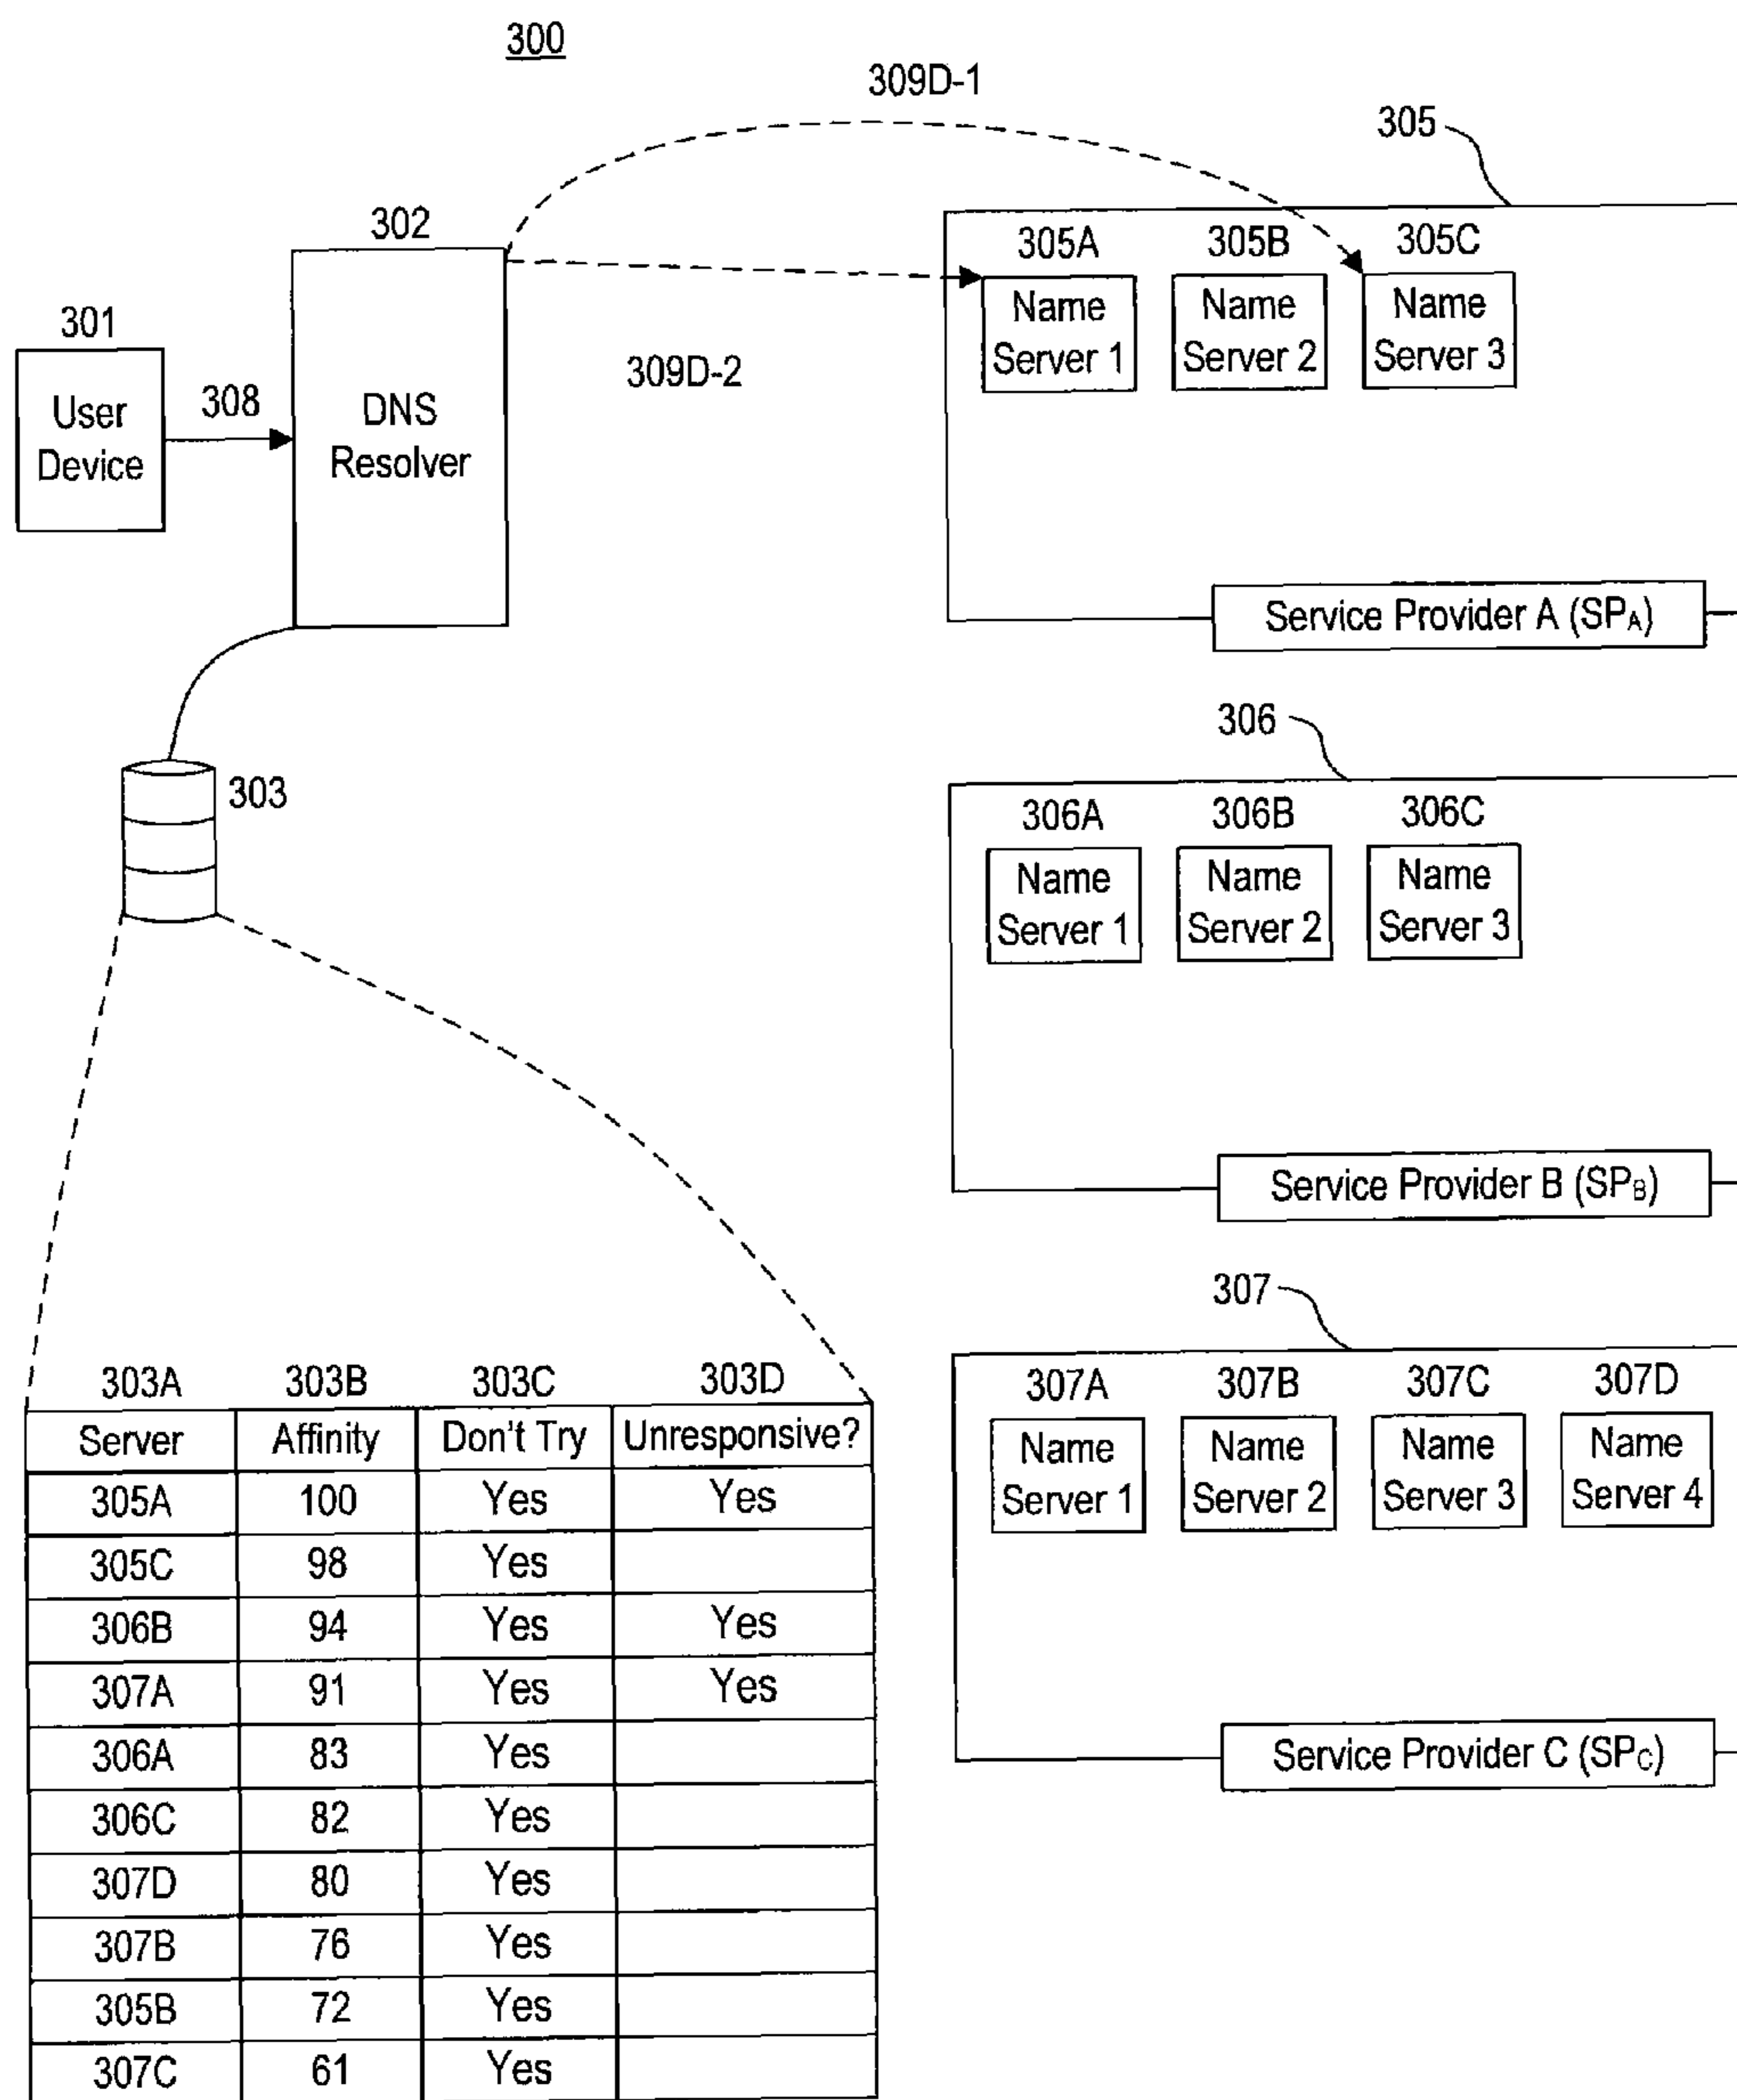 300
309D-1
305
302
305A 305B 305C
Name Server 1
Name Server 2
Name Server 3
301
User Device
308
DNS Resolver
309D-2
Service Provider A (SPA)
306
303
306A 306B 306C
Name Server 1
Name Server 2
Name Server 3
Service Provider B (SPB)
307
307A 307B 307C 307D
Name Server 1
Name Server 2
Name Server 3
Name Server 4
Service Provider C (SPC)
303A 303B 303C 303D
Server Affinity Don't Try Unresponsive?
305A 100 Yes Yes
305C 98 Yes
306B 94 Yes Yes
307A 91 Yes Yes
306A 83 Yes
306C 82 Yes
307D 80 Yes
307B 76 Yes
305B 72 Yes
307C 61 Yes